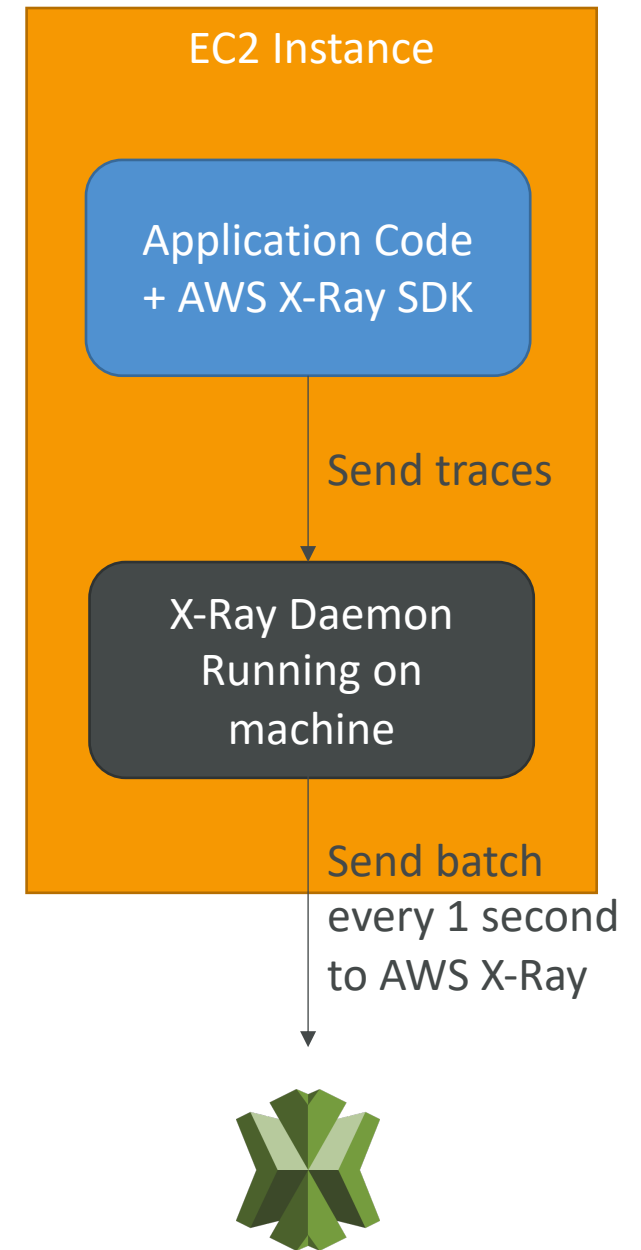 EC2 Instance
Application Code
+ AWS X-Ray SDK
Send traces
X-Ray Daemon
Running on
machine
Send batch
every 1 second
to AWS X-Ray